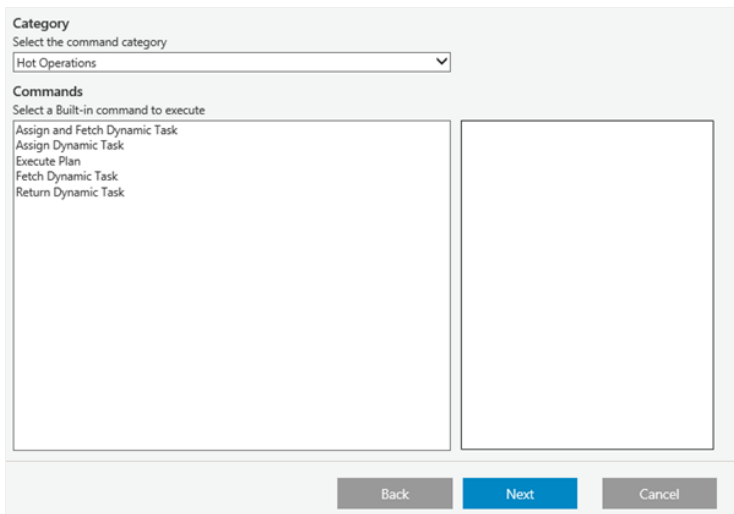 Category
Select the command category
Hot Operations
Commands
Select a Built-in command to execute
Assign and Fetch Dynamic Task
Assign Dynamic Task
Execute Plan
Fetch Dynamic Task
Return Dynamic Task
Back Next Cancel